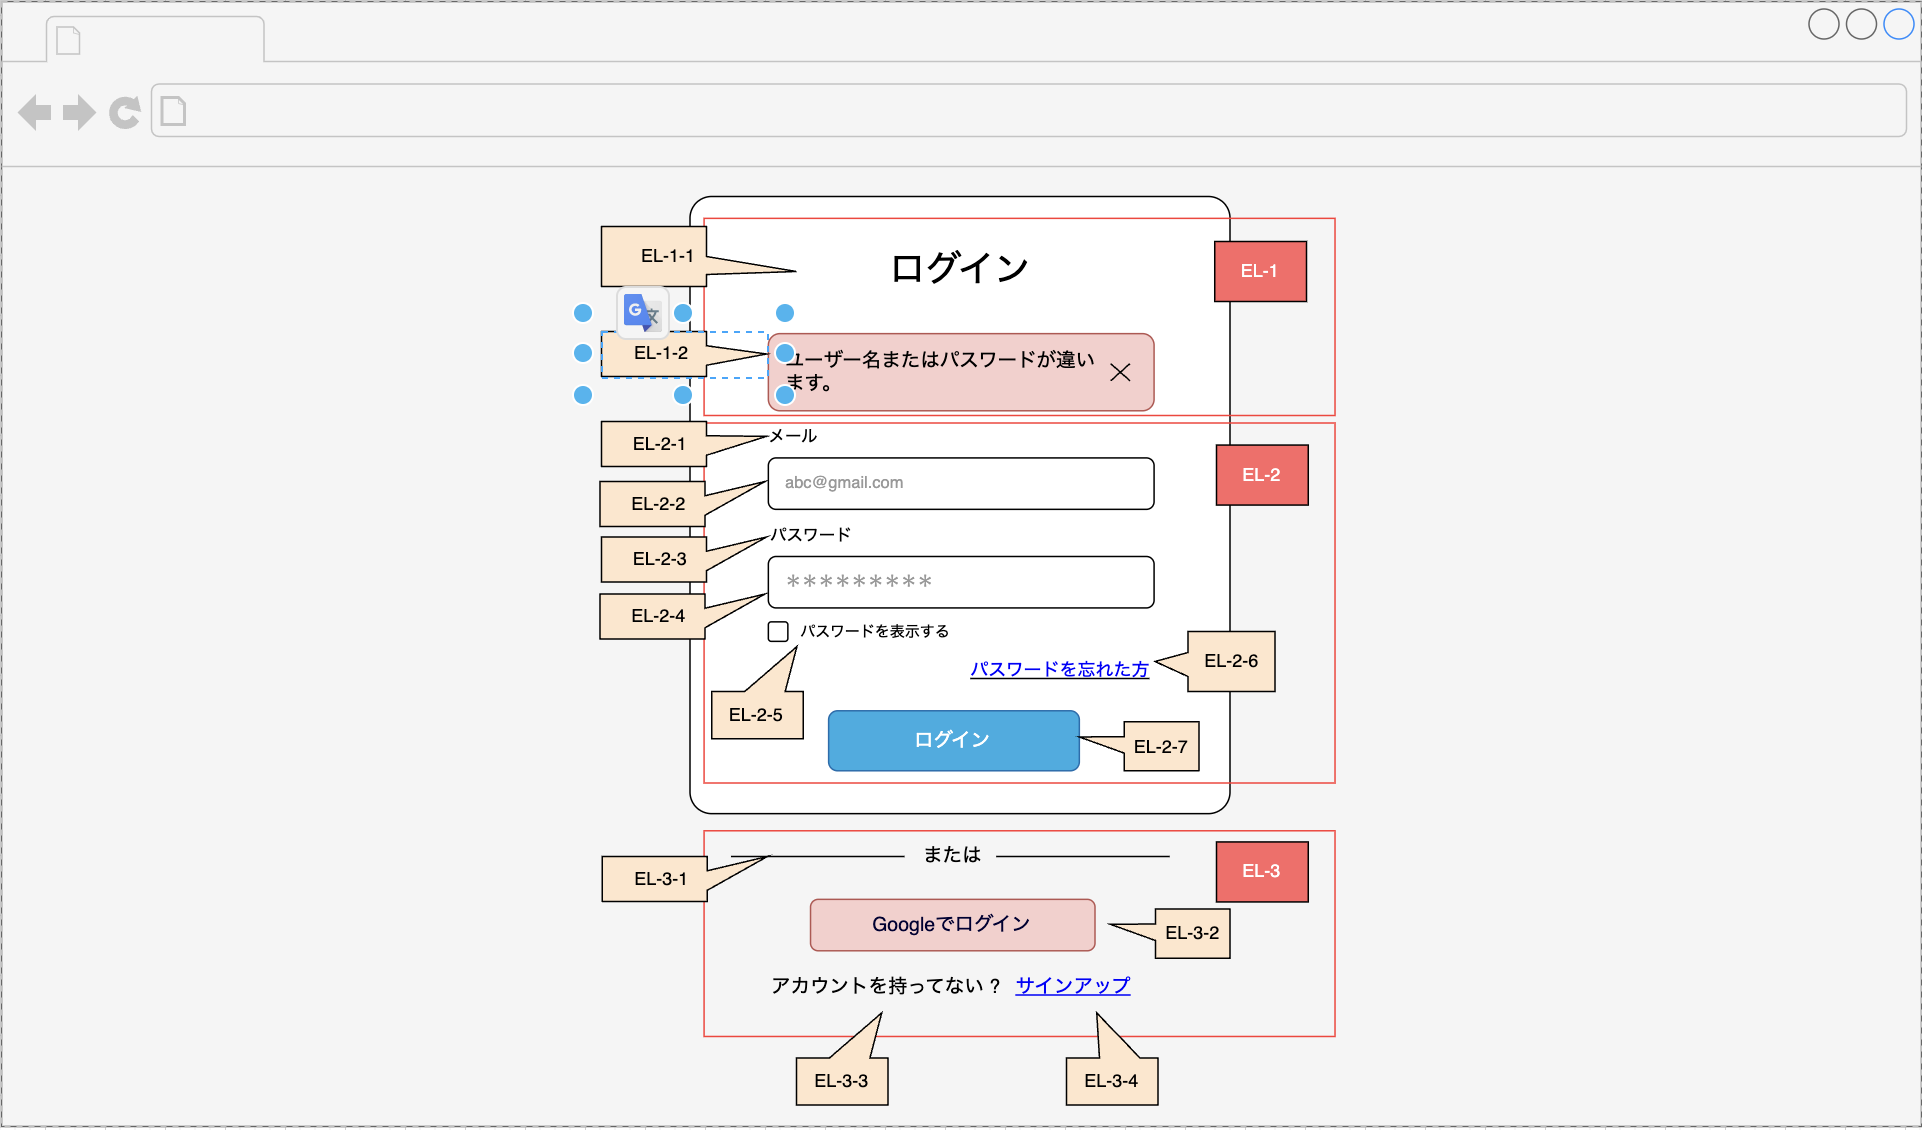 EL-1-1
ログイン
EL-1
EL-1-2
ユーザー名またはパスワードが違い
ます。
EL-2-1
メール
EL-2
EL-2-2
abc@gmail.com
EL-2-3
パスワード
EL-2-4
*********
パスワードを表示する
パスワードを忘れた方
EL-2-6
EL-2-5
ログイン
EL-2-7
または
EL-3
EL-3-1
Googleでログイン
EL-3-2
アカウントを持ってない？ サインアップ
EL-3-3
EL-3-4